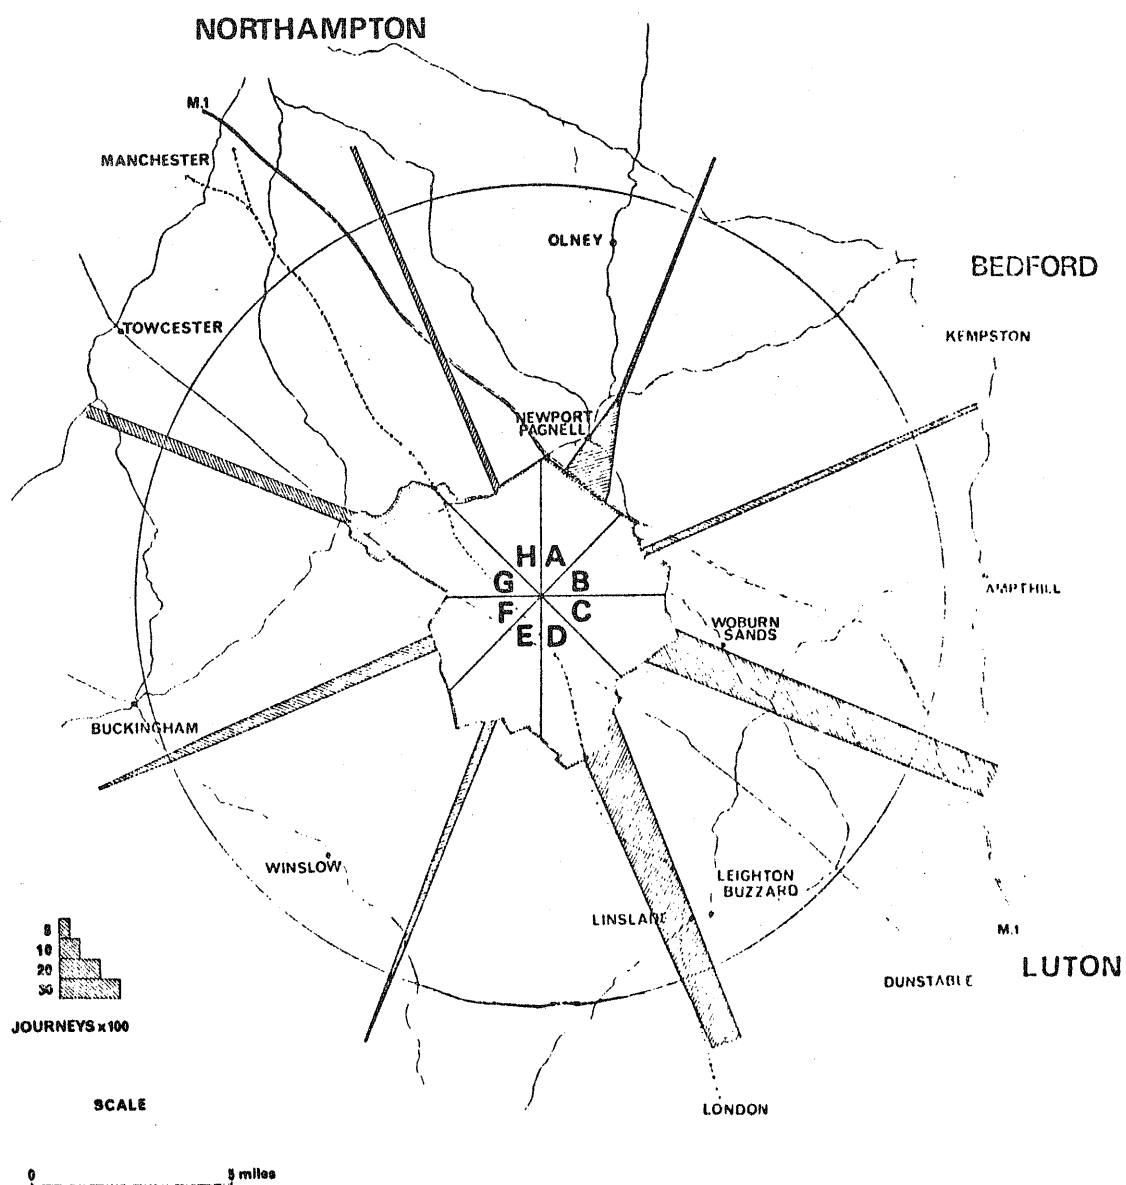 NORTHAMPTON
M.1
MANCHESTER
OLNEY
BEDFORD
TOWCESTER
KEMPSTON
NEWPORT
PAGNELL
H A
G B
F C
E D
AMPTHILL
WOBURN
SANDS
BUCKINGHAM
WINSLOW
LEIGHTON
BUZZARD
LINSLADE
M.1
LUTON
DUNSTABLE
5
10
20
30
JOURNEYS x100
SCALE
LONDON
0 5 miles